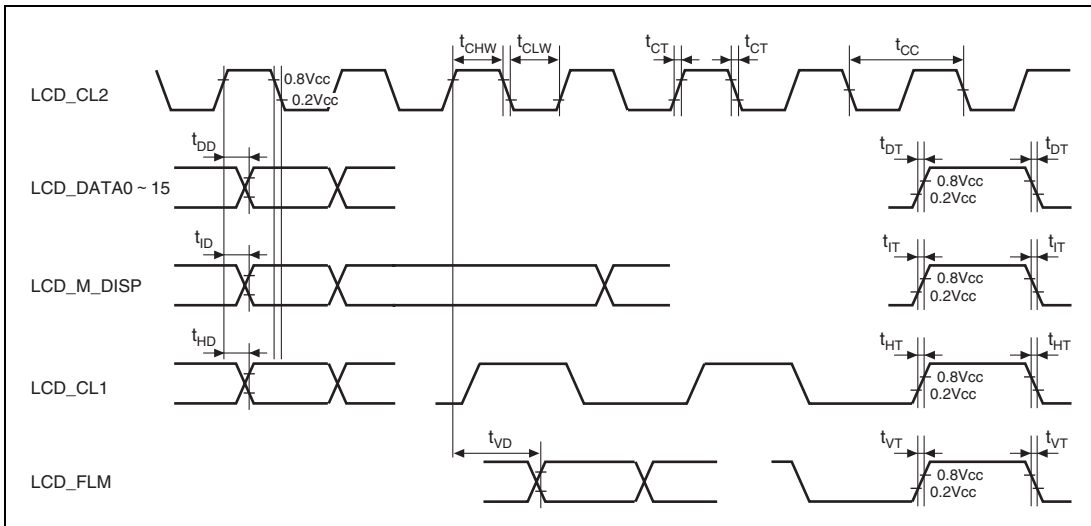 tCHW tCLW tCT tCT tCC
LCD_CL2
0.8Vcc
0.2Vcc
tDD tDT tDT
LCD_DATA0 ~ 15
0.8Vcc
0.2Vcc
tID tIT tIT
LCD_M_DISP
0.8Vcc
0.2Vcc
tHD tHT tHT
LCD_CL1
0.8Vcc
0.2Vcc
tVD tVT tVT
LCD_FLM
0.8Vcc
0.2Vcc